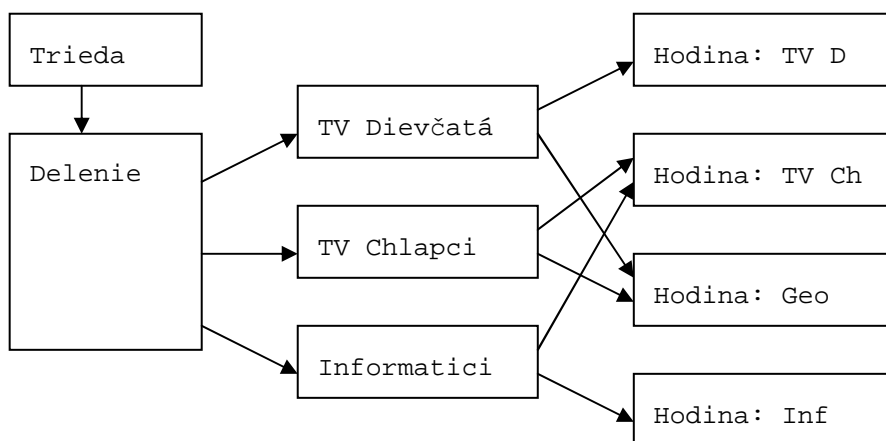 Trieda
Delenie
TV Dievčatá
TV Chlapci
Informatici
Hodina: TV D
Hodina: TV Ch
Hodina: Geo
Hodina: Inf